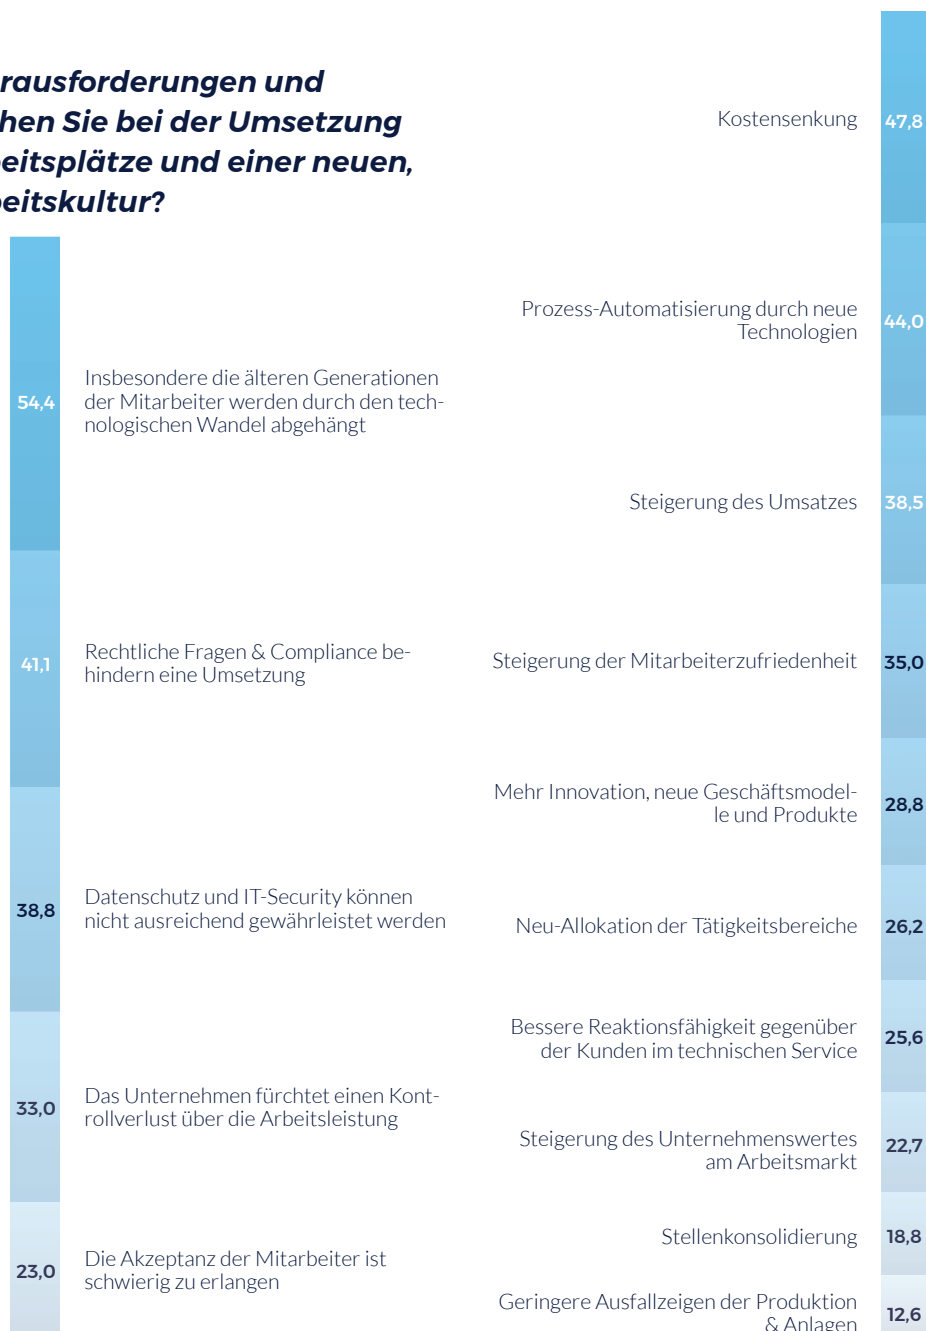 rausforderungen und
hen Sie bei der Umsetzung
eitsplätze und einer neuen,
eitskultur?
54,4
Insbesondere die älteren Generationen
der Mitarbeiter werden durch den tech-
nologischen Wandel abgehängt
41,1
Rechtliche Fragen & Compliance be-
hindern eine Umsetzung
38,8
Datenschutz und IT-Security können
nicht ausreichend gewährleistet werden
33,0
Das Unternehmen fürchtet einen Kont-
rollverlust über die Arbeitsleistung
23,0
Die Akzeptanz der Mitarbeiter ist
schwierig zu erlangen
Kostensenkung
47,8
Prozess-Automatisierung durch neue
Technologien
44,0
Steigerung des Umsatzes
38,5
Steigerung der Mitarbeiterzufriedenheit
35,0
Mehr Innovation, neue Geschäftsmodel-
le und Produkte
28,8
Neu-Allokation der Tätigkeitsbereiche
26,2
Bessere Reaktionsfähigkeit gegenüber
der Kunden im technischen Service
25,6
Steigerung des Unternehmenswertes
am Arbeitsmarkt
22,7
Stellenkonsolidierung
18,8
Geringere Ausfallzeigen der Produktion
& Anlagen
12,6